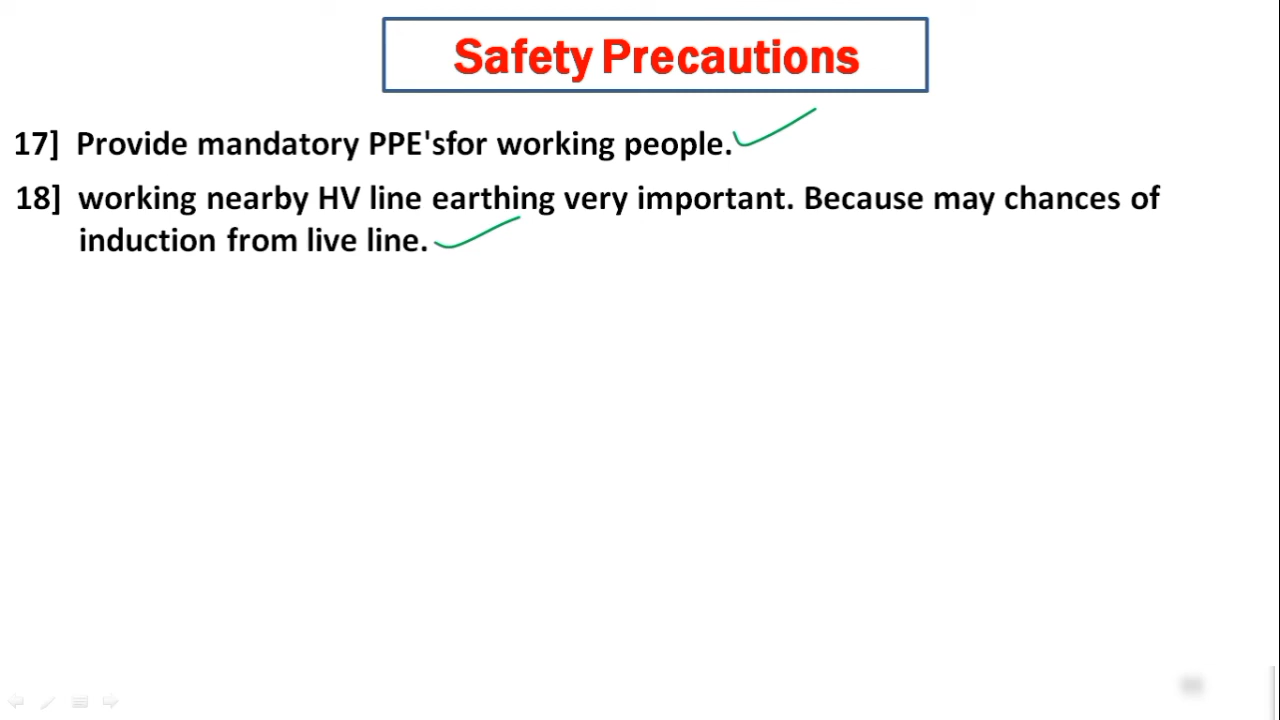 Safety Precautions
17] Provide mandatory PPE'sfor working people.
18] working nearby HV line earthing very important. Because may chances of
induction from live line.